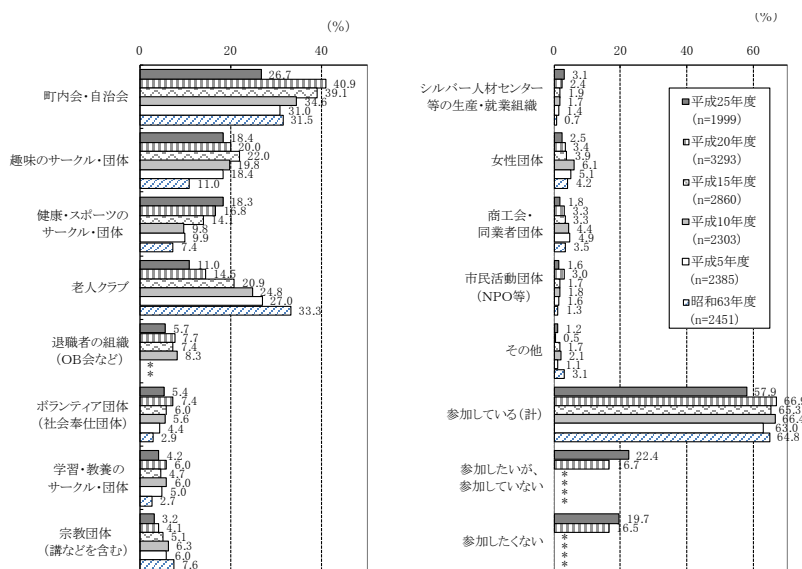 (%)
0
20
40
町内会・自治会
26.7
40.9
39.1
34.6
31.0
31.5
趣味のサークル・団体
18.4
20.0
22.0
19.8
18.4
11.0
健康・スポーツの
サークル・団体
18.3
16.8
14.1
9.8
9.9
7.4
老人クラブ
11.0
14.5
20.9
24.8
27.0
33.3
退職者の組織
(OB会など)
5.7
7.7
7.4
8.3
*
*
ボランティア団体
(社会奉仕団体)
5.4
7.4
6.0
5.6
4.4
2.9
学習・教養の
サークル・団体
4.2
6.0
4.7
6.0
5.0
2.7
宗教団体
(講などを含む)
3.2
4.1
5.1
6.3
6.0
7.6
(%)
0
20
40
60
シルバー人材センター
等の生産・就業組織
3.1
2.4
1.9
1.7
1.4
0.7
女性団体
2.5
3.4
3.9
6.1
5.1
4.2
商工会・
同業者団体
1.8
3.3
3.3
4.4
4.9
3.5
市民活動団体
(NPO等)
1.6
3.0
1.7
1.8
1.6
1.3
その他
1.2
0.5
1.7
2.1
1.1
3.1
参加している(計)
57.9
66.9
65.3
66.4
63.0
64.8
参加したいが、
参加していない
22.4
16.7
*
*
*
*
参加したくない
19.7
16.5
*
*
*
*
平成25年度
(n=1999)
平成20年度
(n=3293)
平成15年度
(n=2860)
平成10年度
(n=2303)
平成5年度
(n=2385)
昭和63年度
(n=2451)